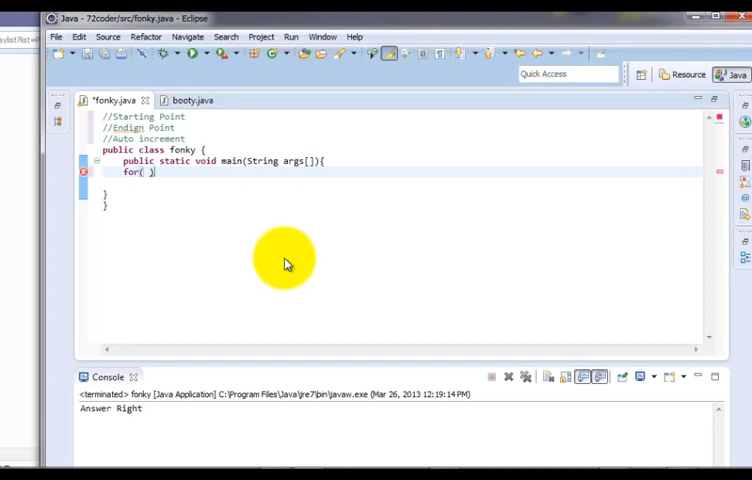 Java - 72coder/src/fonky.java - Eclipse
File Edit Source Refactor Navigate Search Project Run Window Help
Quick Access
Resource
Java
*fonky.java
booty.java
//Starting Point
//Endign Point
//Auto increment
public class fonky {
public static void main(String args[]){
for( )
}
}
Console
<terminated> fonky [Java Application] C:\Program Files\Java\jre7\bin\javaw.exe (Mar 26, 2013 12:19:14 PM)
Answer Right